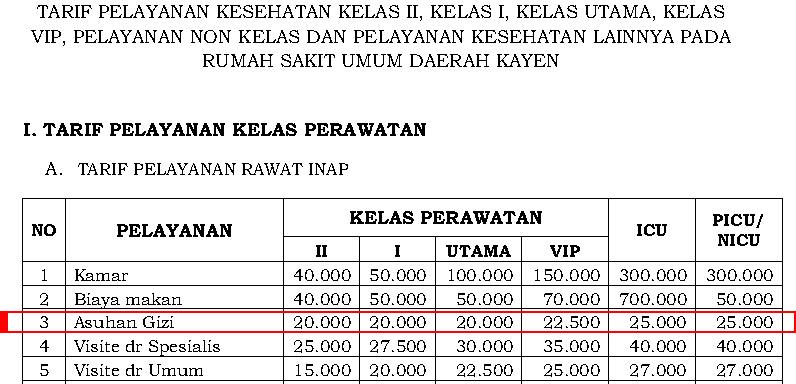 TARIF PELAYANAN KESEHATAN KELAS II, KELAS I, KELAS UTAMA, KELAS
VIP, PELAYANAN NON KELAS DAN PELAYANAN KESEHATAN LAINNYA PADA
RUMAH SAKIT UMUM DAERAH KAYEN
I. TARIF PELAYANAN KELAS PERAWATAN
A. TARIF PELAYANAN RAWAT INAP
NO PELAYANAN KELAS PERAWATAN ICU PICU/
NICU
II I UTAMA VIP
1 Kamar 40.000 50.000 100.000 150.000 300.000 300.000
2 Biaya makan 40.000 50.000 50.000 70.000 700.000 50.000
3 Asuhan Gizi 20.000 20.000 20.000 22.500 25.000 25.000
4 Visite dr Spesialis 25.000 27.500 30.000 35.000 40.000 40.000
5 Visite dr Umum 15.000 20.000 22.500 25.000 27.000 27.000